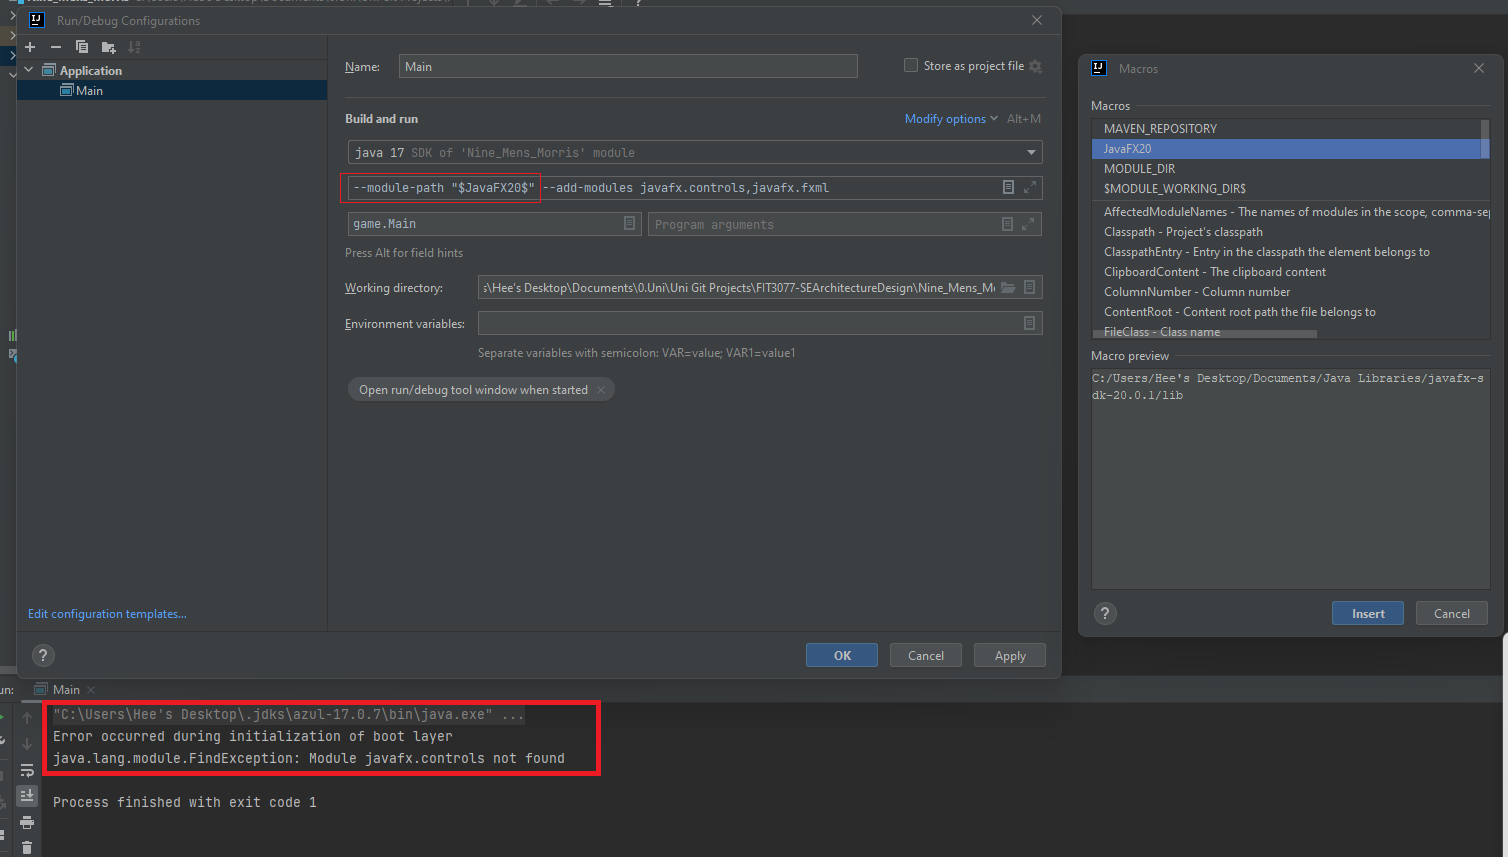 Run/Debug Configurations
Application
Main
Name:
Main
Store as project file
Build and run
Modify options
Alt+M
java 17 SDK of 'Nine_Mens_Morris' module
--module-path "$JavaFX20$" --add-modules javafx.controls,javafx.fxml
game.Main
Program arguments
Press Alt for field hints
Working directory:
s\Hee's Desktop\Documents\0.Uni\Uni Git Projects\FIT3077-SEArchitectureDesign\Nine_Mens_Mo
Environment variables:
Separate variables with semicolon: VAR=value; VAR1=value1
Open run/debug tool window when started
Edit configuration templates...
?
OK
Cancel
Apply
Macros
Macros
MAVEN_REPOSITORY
JavaFX20
MODULE_DIR
$MODULE_WORKING_DIR$
AffectedModuleNames - The names of modules in the scope, comma-sep
Classpath - Project's classpath
ClasspathEntry - Entry in the classpath the element belongs to
ClipboardContent - The clipboard content
ColumnNumber - Column number
ContentRoot - Content root path the file belongs to
FileClass - Class name
Macro preview
C:/Users/Hee's Desktop/Documents/Java Libraries/javafx-s
dk-20.0.1/lib
?
Insert
Cancel
un:
Main
"C:\Users\Hee's Desktop\.jdks\azul-17.0.7\bin\java.exe" ...
Error occurred during initialization of boot layer
java.lang.module.FindException: Module javafx.controls not found
Process finished with exit code 1